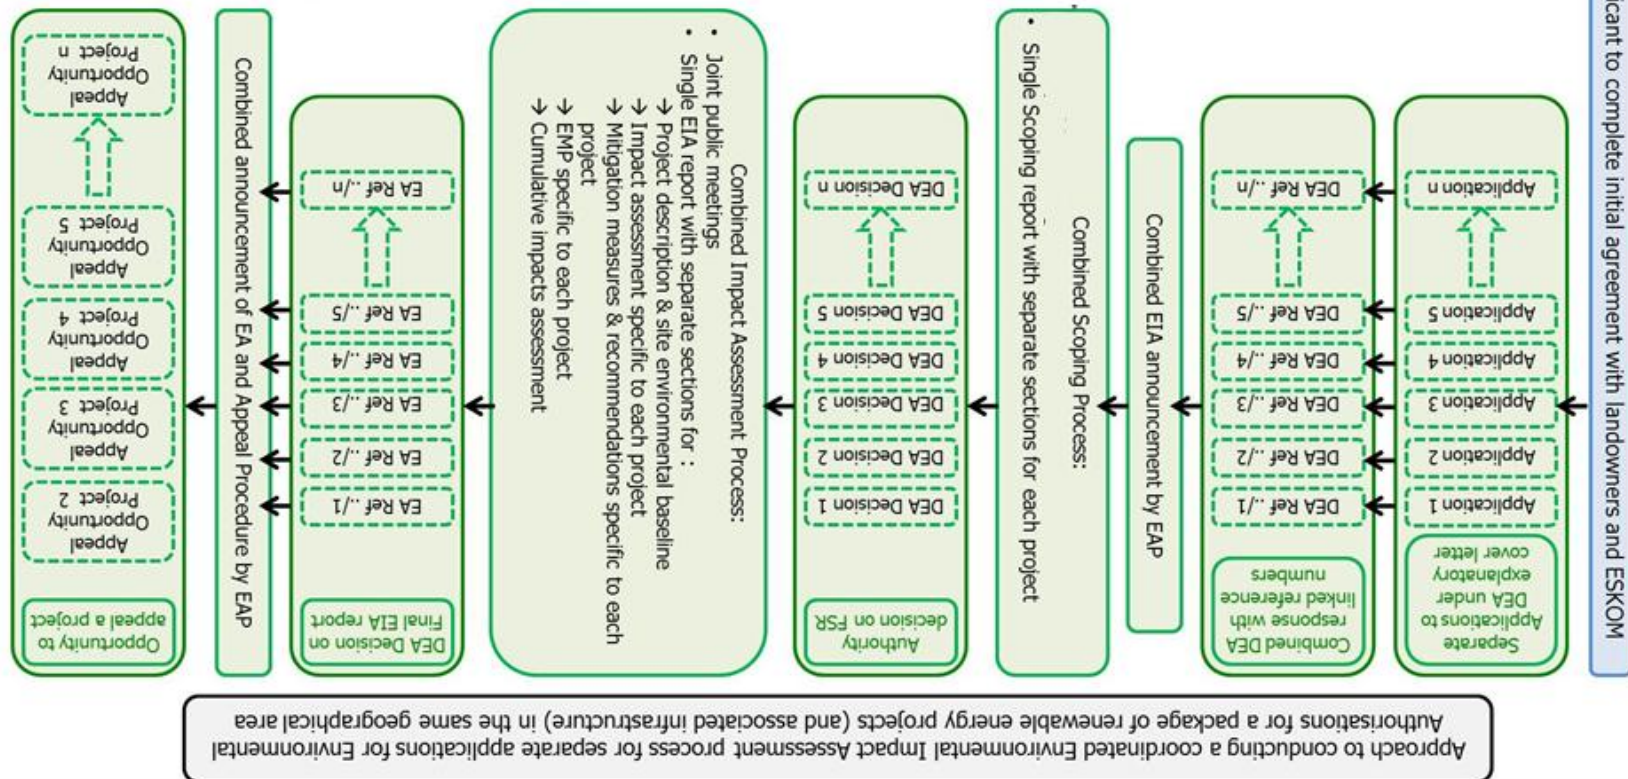 Approach to conducting a coordinated Environmental Impact Assessment process for separate applications for Environmental
Authorisations for a package of renewable energy projects (and associated infrastructure) in the same geographical area
icant to complete initial agreement with landowners and ESKOM
Separate
Applications to
DEA under
explanatory
cover letter
Application 1
Application 2
Application 3
Application 4
Application 5
Application n
Combined DEA
response with
linked reference
numbers
DEA Ref ../1
DEA Ref ../2
DEA Ref ../3
DEA Ref ../4
DEA Ref ../5
DEA Ref ../n
Combined EIA announcement by EAP
Combined Scoping Process:
• Single Scoping report with separate sections for each project
Authority
decision on FSR
DEA Decision 1
DEA Decision 2
DEA Decision 3
DEA Decision 4
DEA Decision 5
DEA Decision n
Combined Impact Assessment Process:
• Joint public meetings
• Single EIA report with separate sections for :
→ Project description & site environmental baseline
→ Impact assessment specific to each project
→ Mitigation measures & recommendations specific to each
project
→ EMP specific to each project
→ Cumulative impacts assessment
DEA Decision on
Final EIA report
EA Ref ../1
EA Ref ../2
EA Ref ../3
EA Ref ../4
EA Ref ../5
EA Ref ../n
Combined announcement of EA and Appeal Procedure by EAP
Opportunity to
appeal a project
Appeal
Opportunity
Project 2
Appeal
Opportunity
Project 3
Appeal
Opportunity
Project 4
Appeal
Opportunity
Project 5
Appeal
Opportunity
Project n